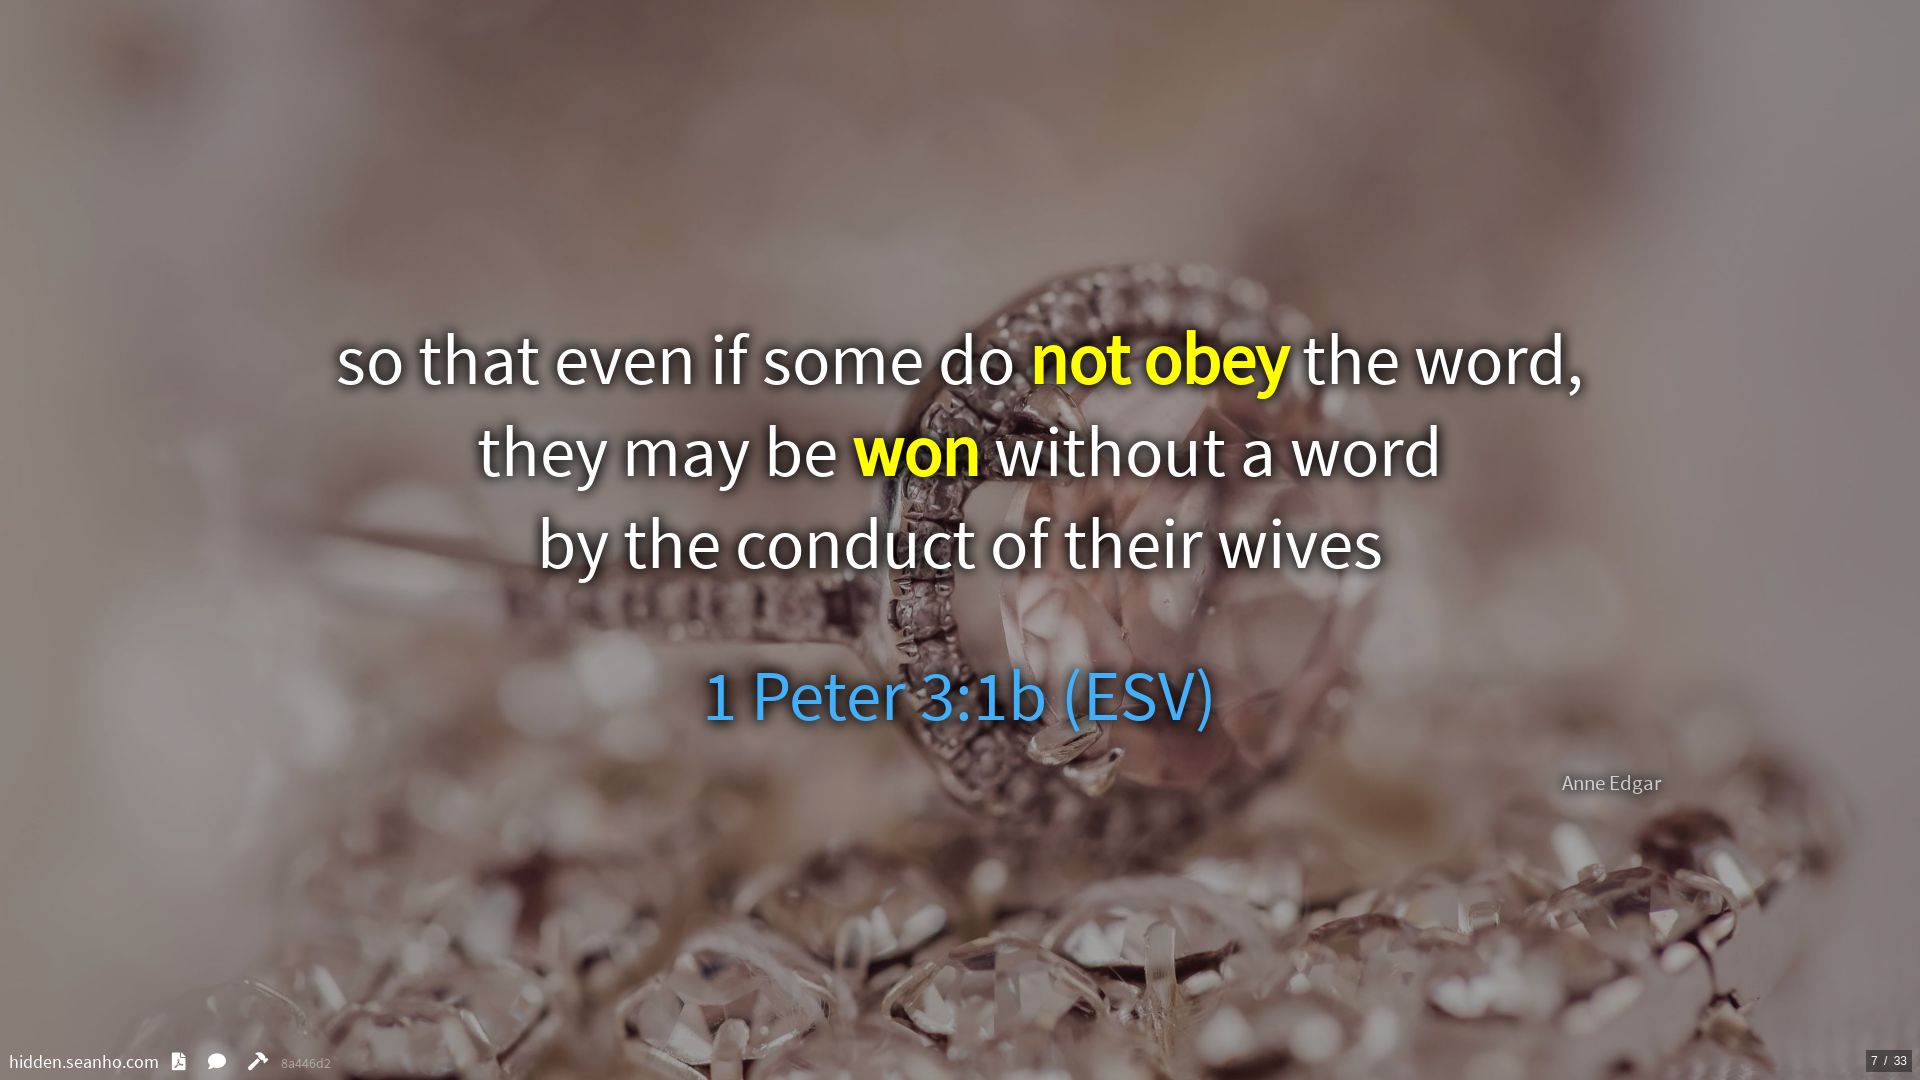 so that even if some do not obey the word,
they may be won without a word
by the conduct of their wives
1 Peter 3:1b (ESV)
Anne Edgar
hidden.seanho.com 8a446d2
7 / 33